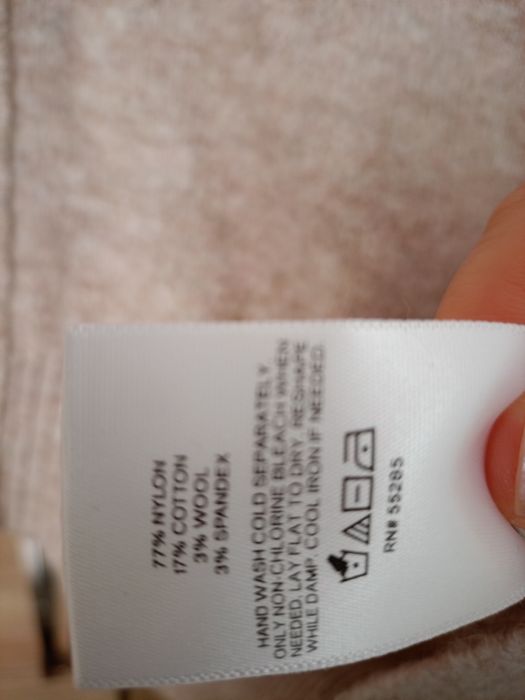 77% NYLON
17% COTTON
3% WOOL
3% SPANDEX
HAND WASH COLD SEPARATELY.
ONLY NON-CHLORINE BLEACH WHEN
NEEDED. LAY FLAT TO DRY. RESHAPE
WHILE DAMP. COOL IRON IF NEEDED.
RN# 55285